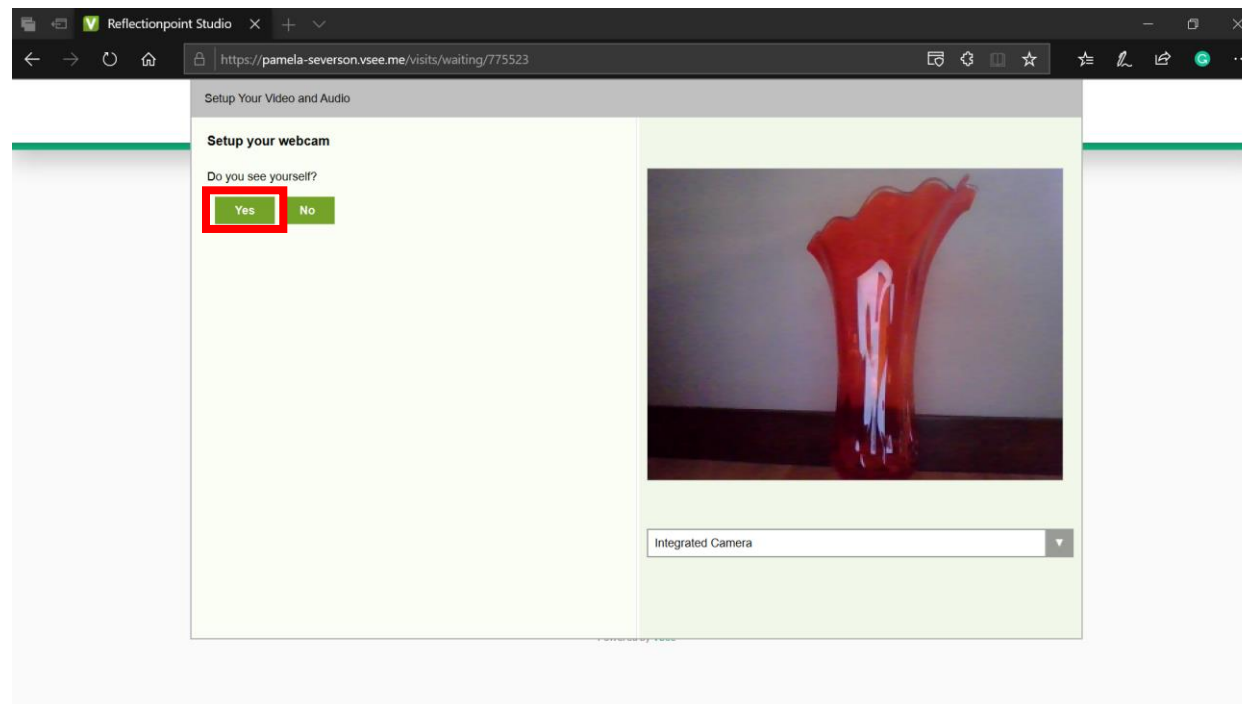 Reflectionpoint Studio
https://pamela-severson.vsee.me/visits/waiting/775523
Setup Your Video and Audio
Setup your webcam
Do you see yourself?
Yes No
Integrated Camera